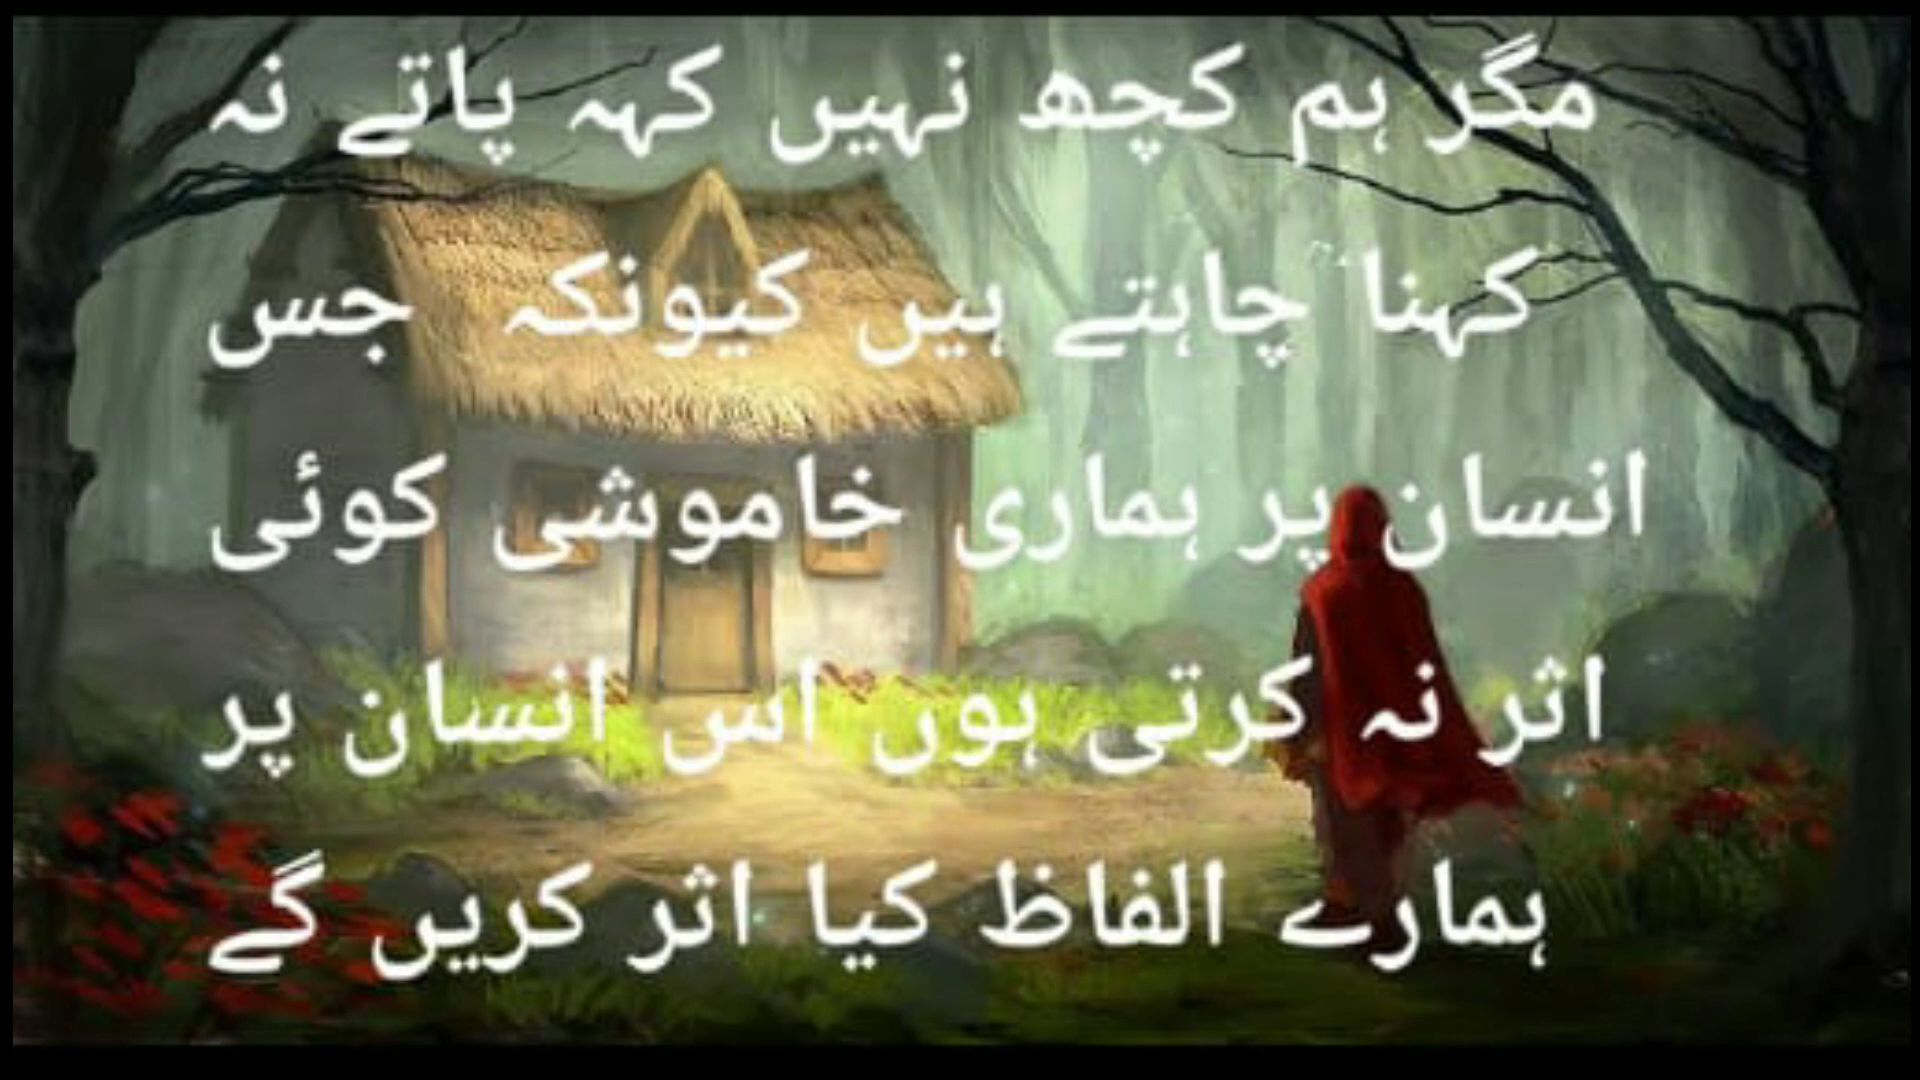 مگر ہم کچھ نہیں کہہ پاتے نہ
کہنا چاہتے ہیں کیونکہ جس
انسان پر ہماری خاموشی کوئی
اثر نہ کرتی ہوں اس انسان پر
ہمارے الفاظ کیا اثر کریں گے